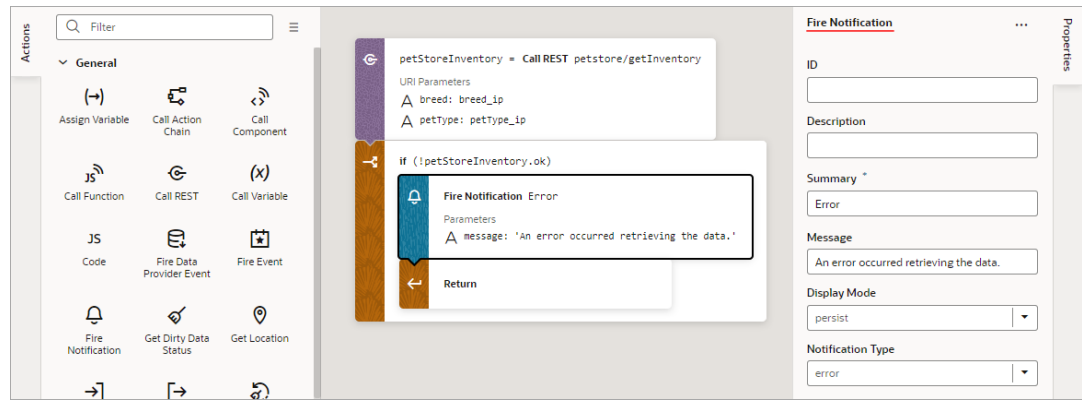 Actions
Filter
General
Assign Variable
Call Action
Chain
Call
Component
JS
Call Function
Call REST
(x)
Call Variable
JS
Code
Fire Data
Provider Event
Fire Event
Fire
Notification
Get Dirty Data
Status
Get Location
petStoreInventory = Call REST petstore/getInventory
URI Parameters
A breed: breed_ip
A petType: petType_ip
if (!petStoreInventory.ok)
Fire Notification Error
Parameters
A message: 'An error occurred retrieving the data.'
Return
Fire Notification
...
ID
Description
Summary *
Error
Message
An error occurred retrieving the data.
Display Mode
persist
Notification Type
error
Properties